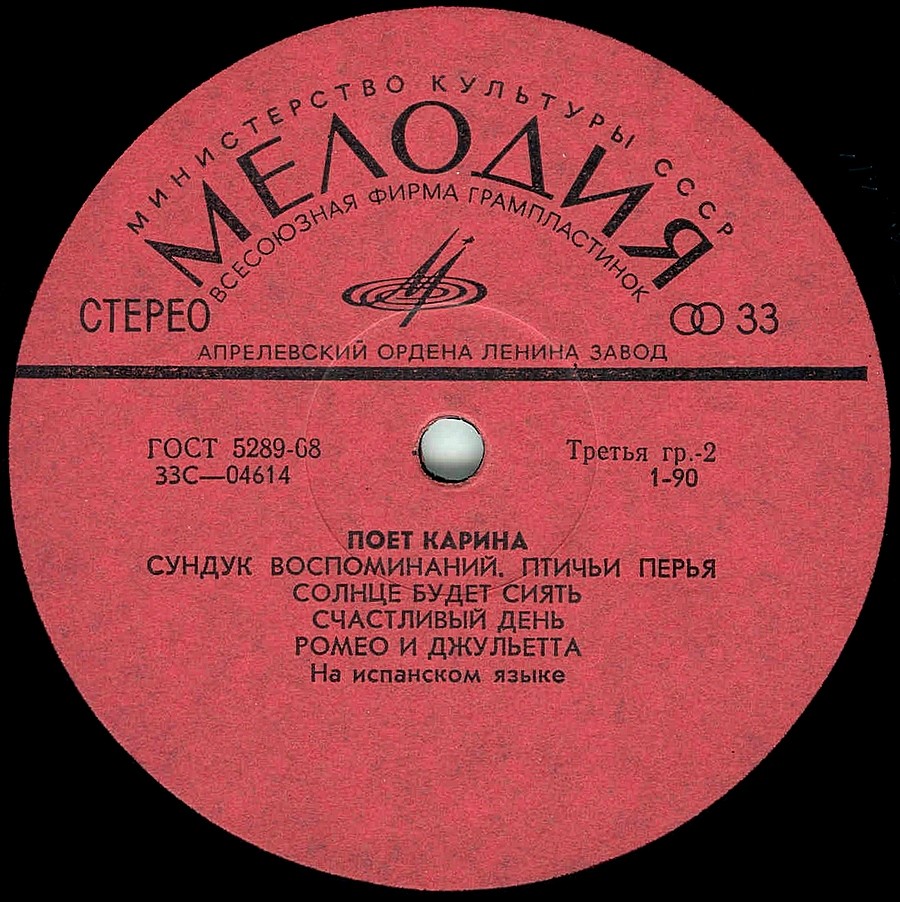 МИНИСТЕРСТВО КУЛЬТУРЫ СССР
МЕЛОДИЯ
ВСЕСОЮЗНАЯ ФИРМА ГРАМПЛАСТИНОК
СТЕРЕО
33
АПРЕЛЕВСКИЙ ОРДЕНА ЛЕНИНА ЗАВОД
ГОСТ 5289-68
Третья гр.-2
33С—04614
1-90
ПОЕТ КАРИНА
СУНДУК ВОСПОМИНАНИЙ. ПТИЧЬИ ПЕРЬЯ
СОЛНЦЕ БУДЕТ СИЯТЬ
СЧАСТЛИВЫЙ ДЕНЬ
РОМЕО И ДЖУЛЬЕТТА
На испанском языке